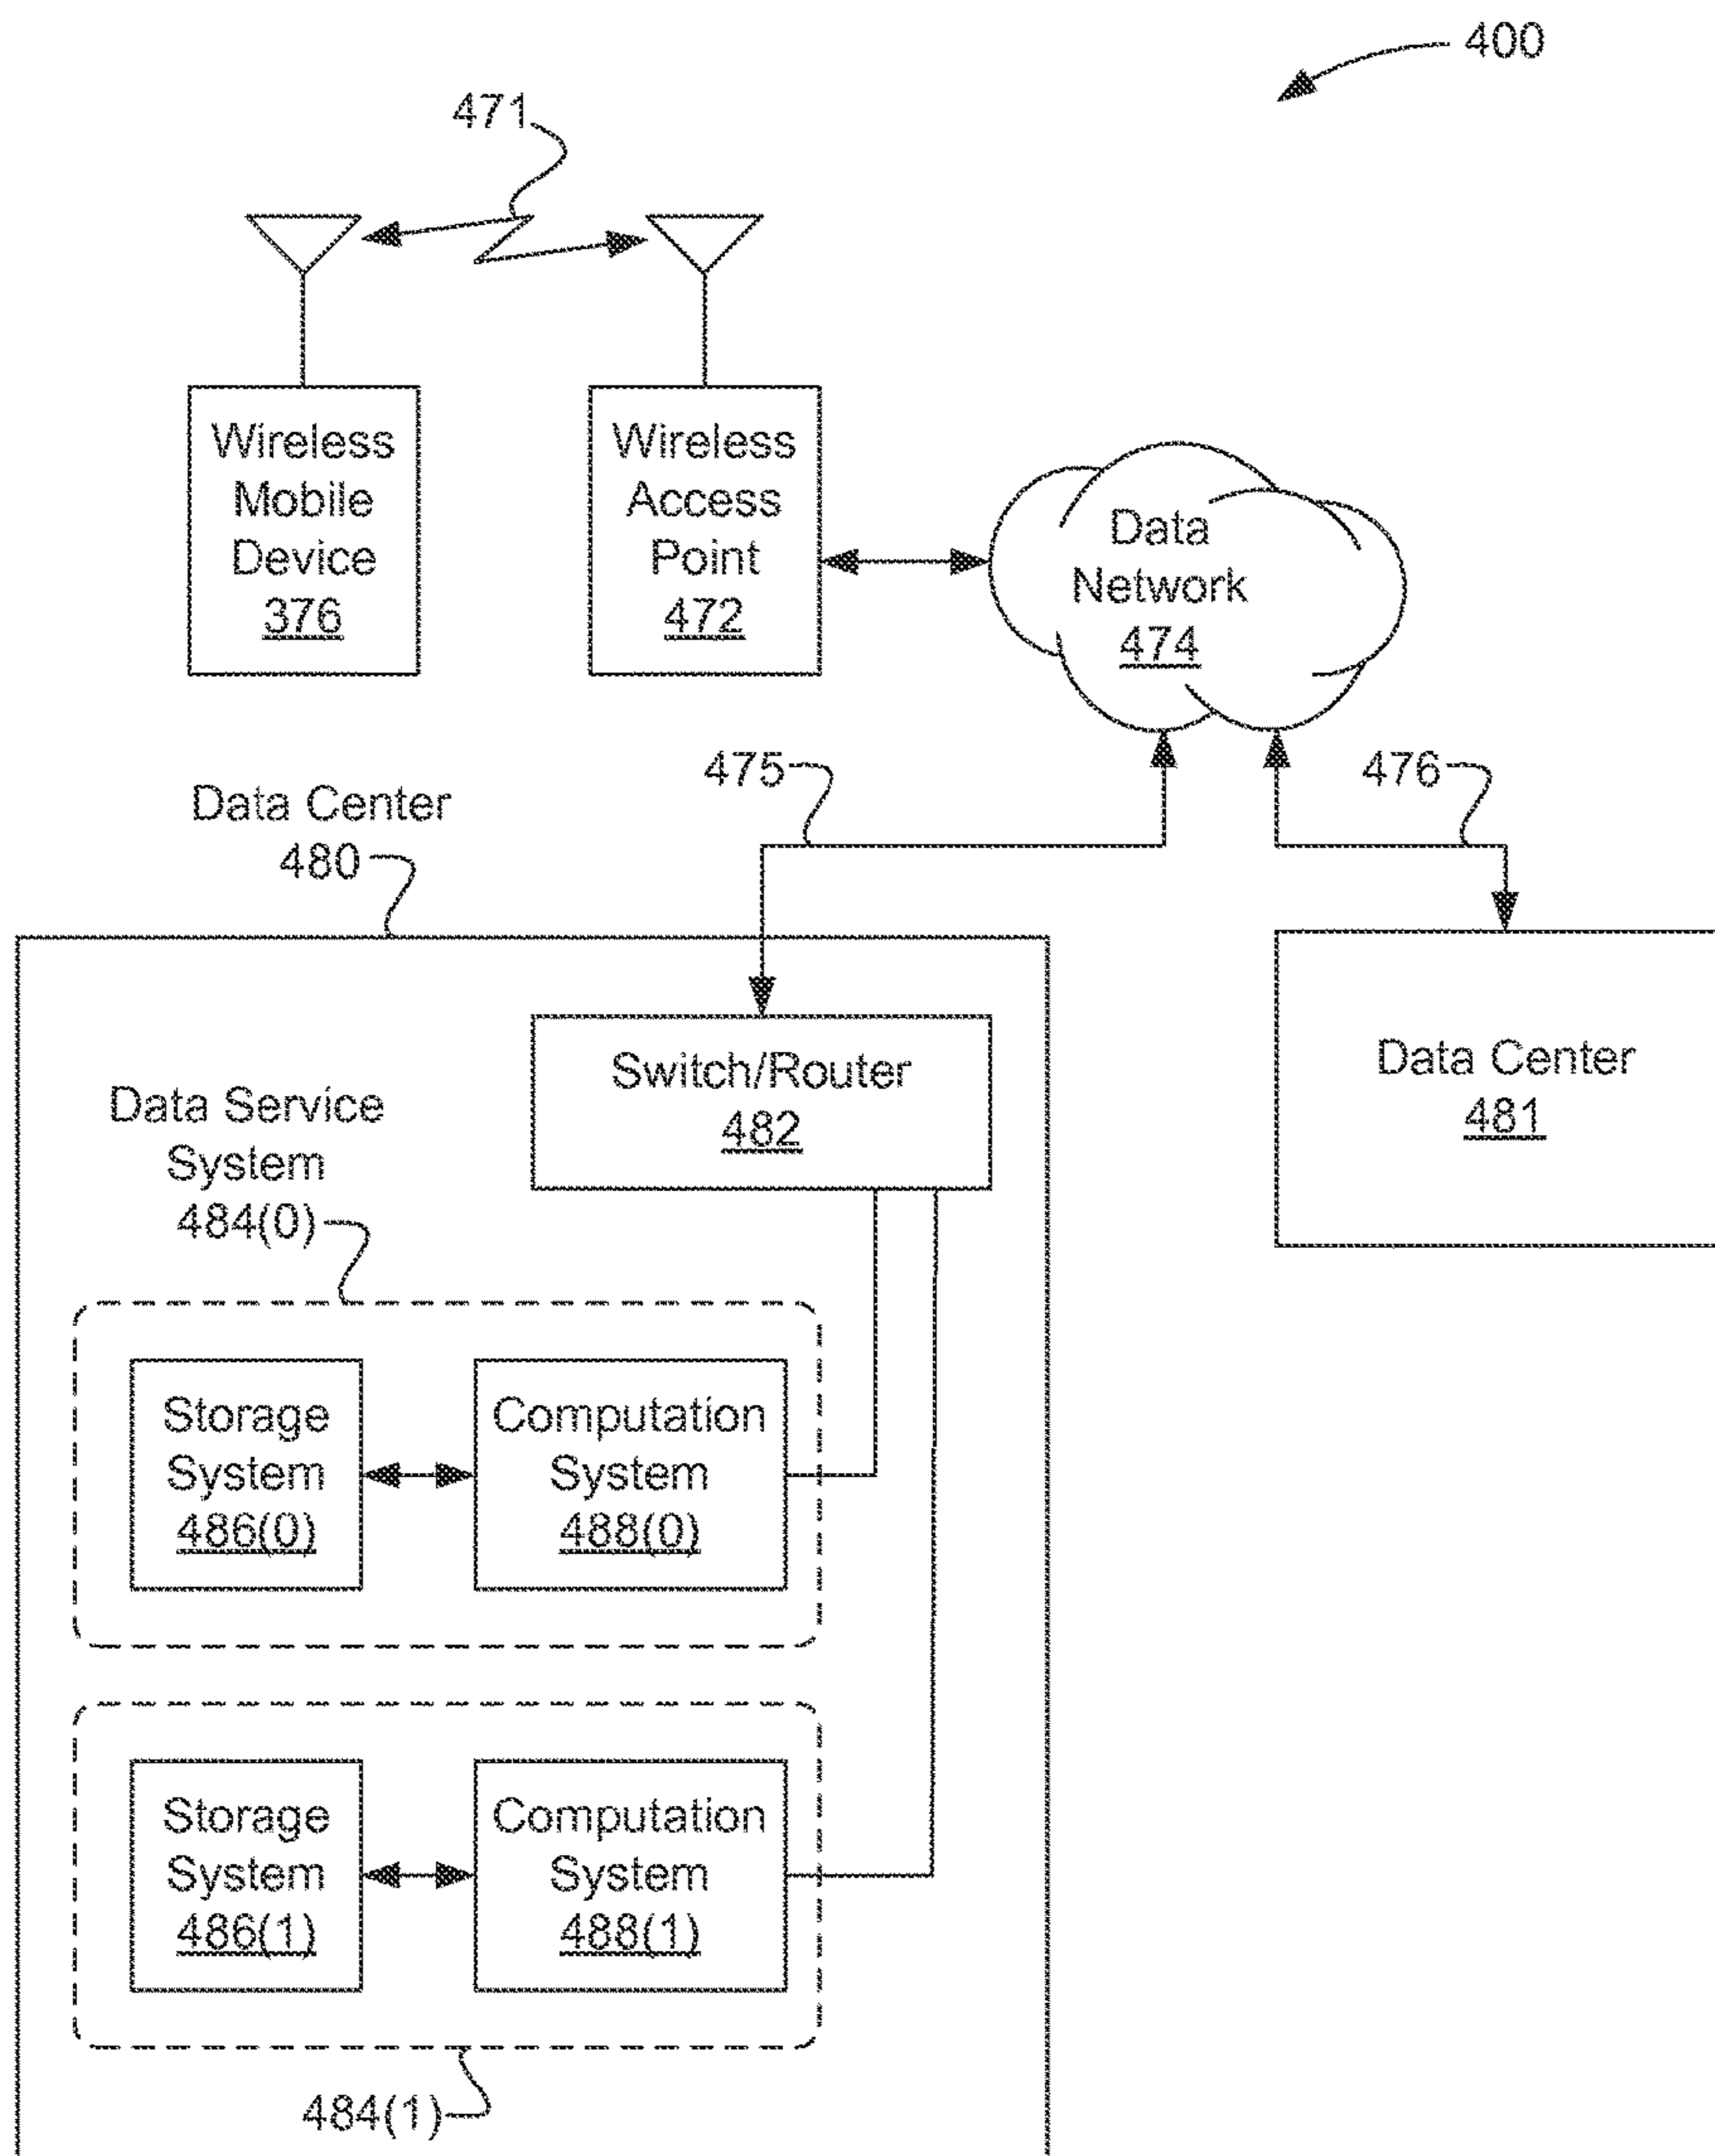 400
471
Wireless
Mobile
Device
376
Wireless
Access
Point
472
Data
Network
474
475
476
Data Center
480
Switch/Router
482
Data Center
481
Data Service
System
484(0)
Storage
System
486(0)
Computation
System
488(0)
Storage
System
486(1)
Computation
System
488(1)
484(1)